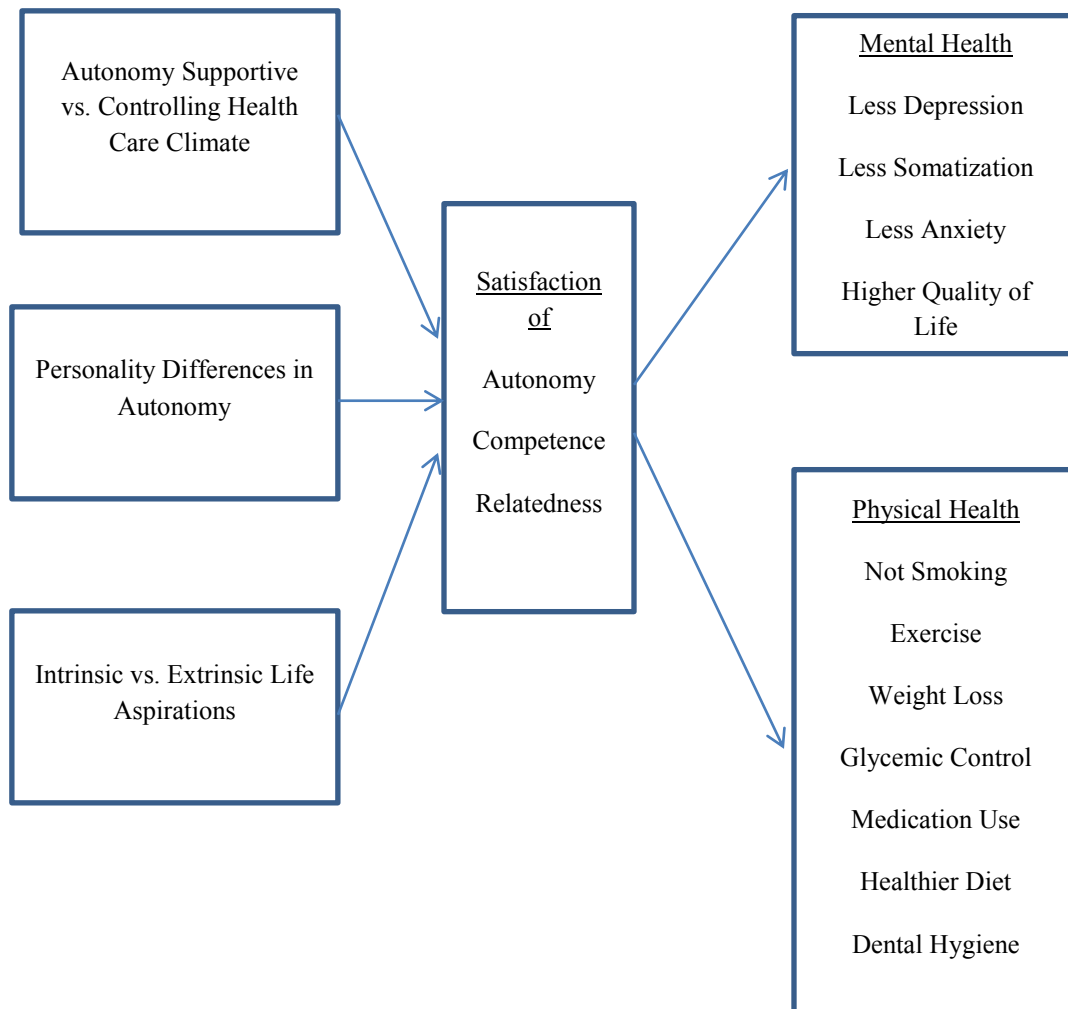 Autonomy Supportive
vs. Controlling Health
Care Climate
Personality Differences in
Autonomy
Intrinsic vs. Extrinsic Life
Aspirations
Satisfaction
of
Autonomy
Competence
Relatedness
Mental Health
Less Depression
Less Somatization
Less Anxiety
Higher Quality of
Life
Physical Health
Not Smoking
Exercise
Weight Loss
Glycemic Control
Medication Use
Healthier Diet
Dental Hygiene